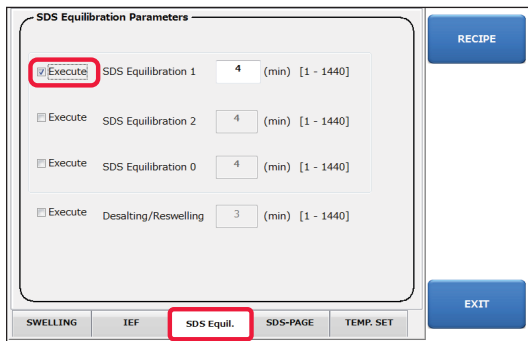 SDS Equilibration Parameters
RECIPE
Execute SDS Equilibration 1 4 (min) [1 - 1440]
Execute SDS Equilibration 2 4 (min) [1 - 1440]
Execute SDS Equilibration 0 4 (min) [1 - 1440]
Execute Desalting/Reswelling 3 (min) [1 - 1440]
EXIT
SWELLING IEF SDS Equil. SDS-PAGE TEMP. SET